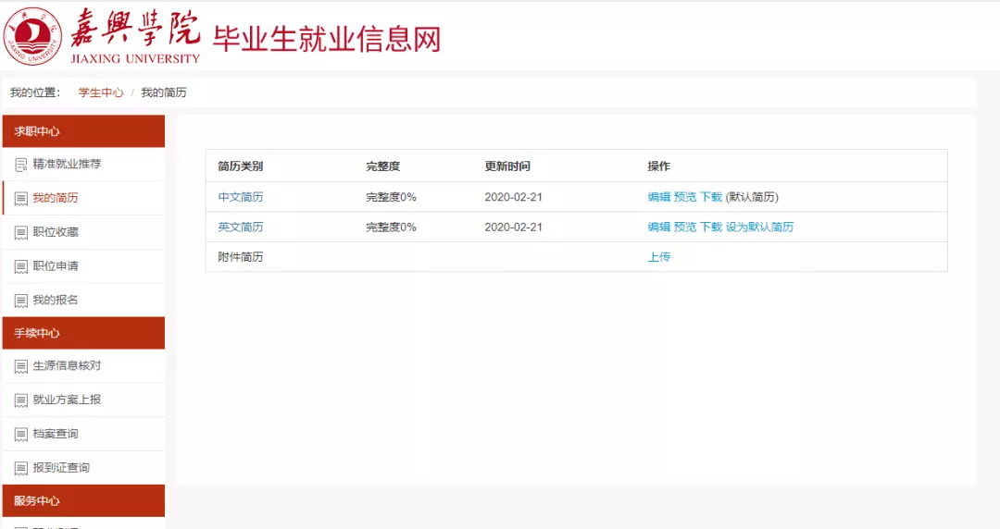 嘉興学院 毕业生就业信息网
JIAXING UNIVERSITY
我的位置： 学生中心 / 我的简历
求职中心
精准就业推荐
我的简历
职位收藏
职位申请
我的报名
手续中心
生源信息核对
就业方案上报
档案查询
报到证查询
服务中心
简历类别 完整度 更新时间 操作
中文简历 完整度0% 2020-02-21 编辑 预览 下载 (默认简历)
英文简历 完整度0% 2020-02-21 编辑 预览 下载 设为默认简历
附件简历 上传